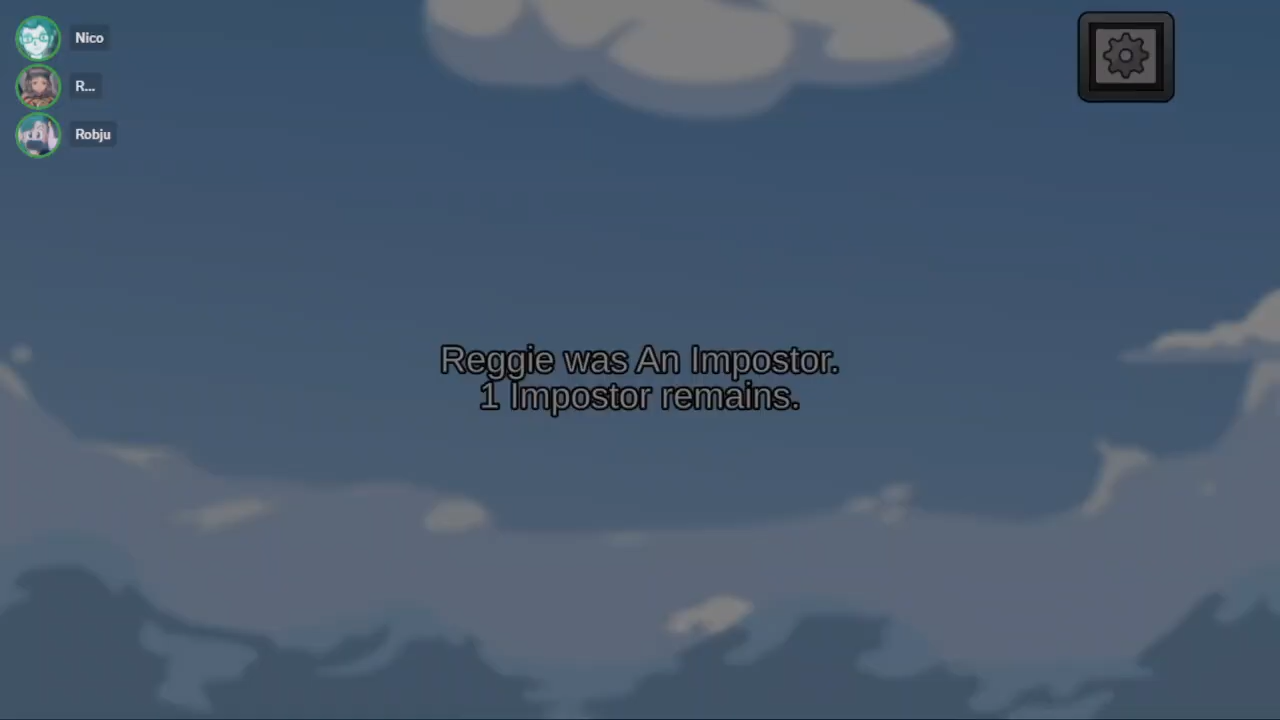 Nico
R...
Robju
Reggie was An Impostor.
1 Impostor remains.